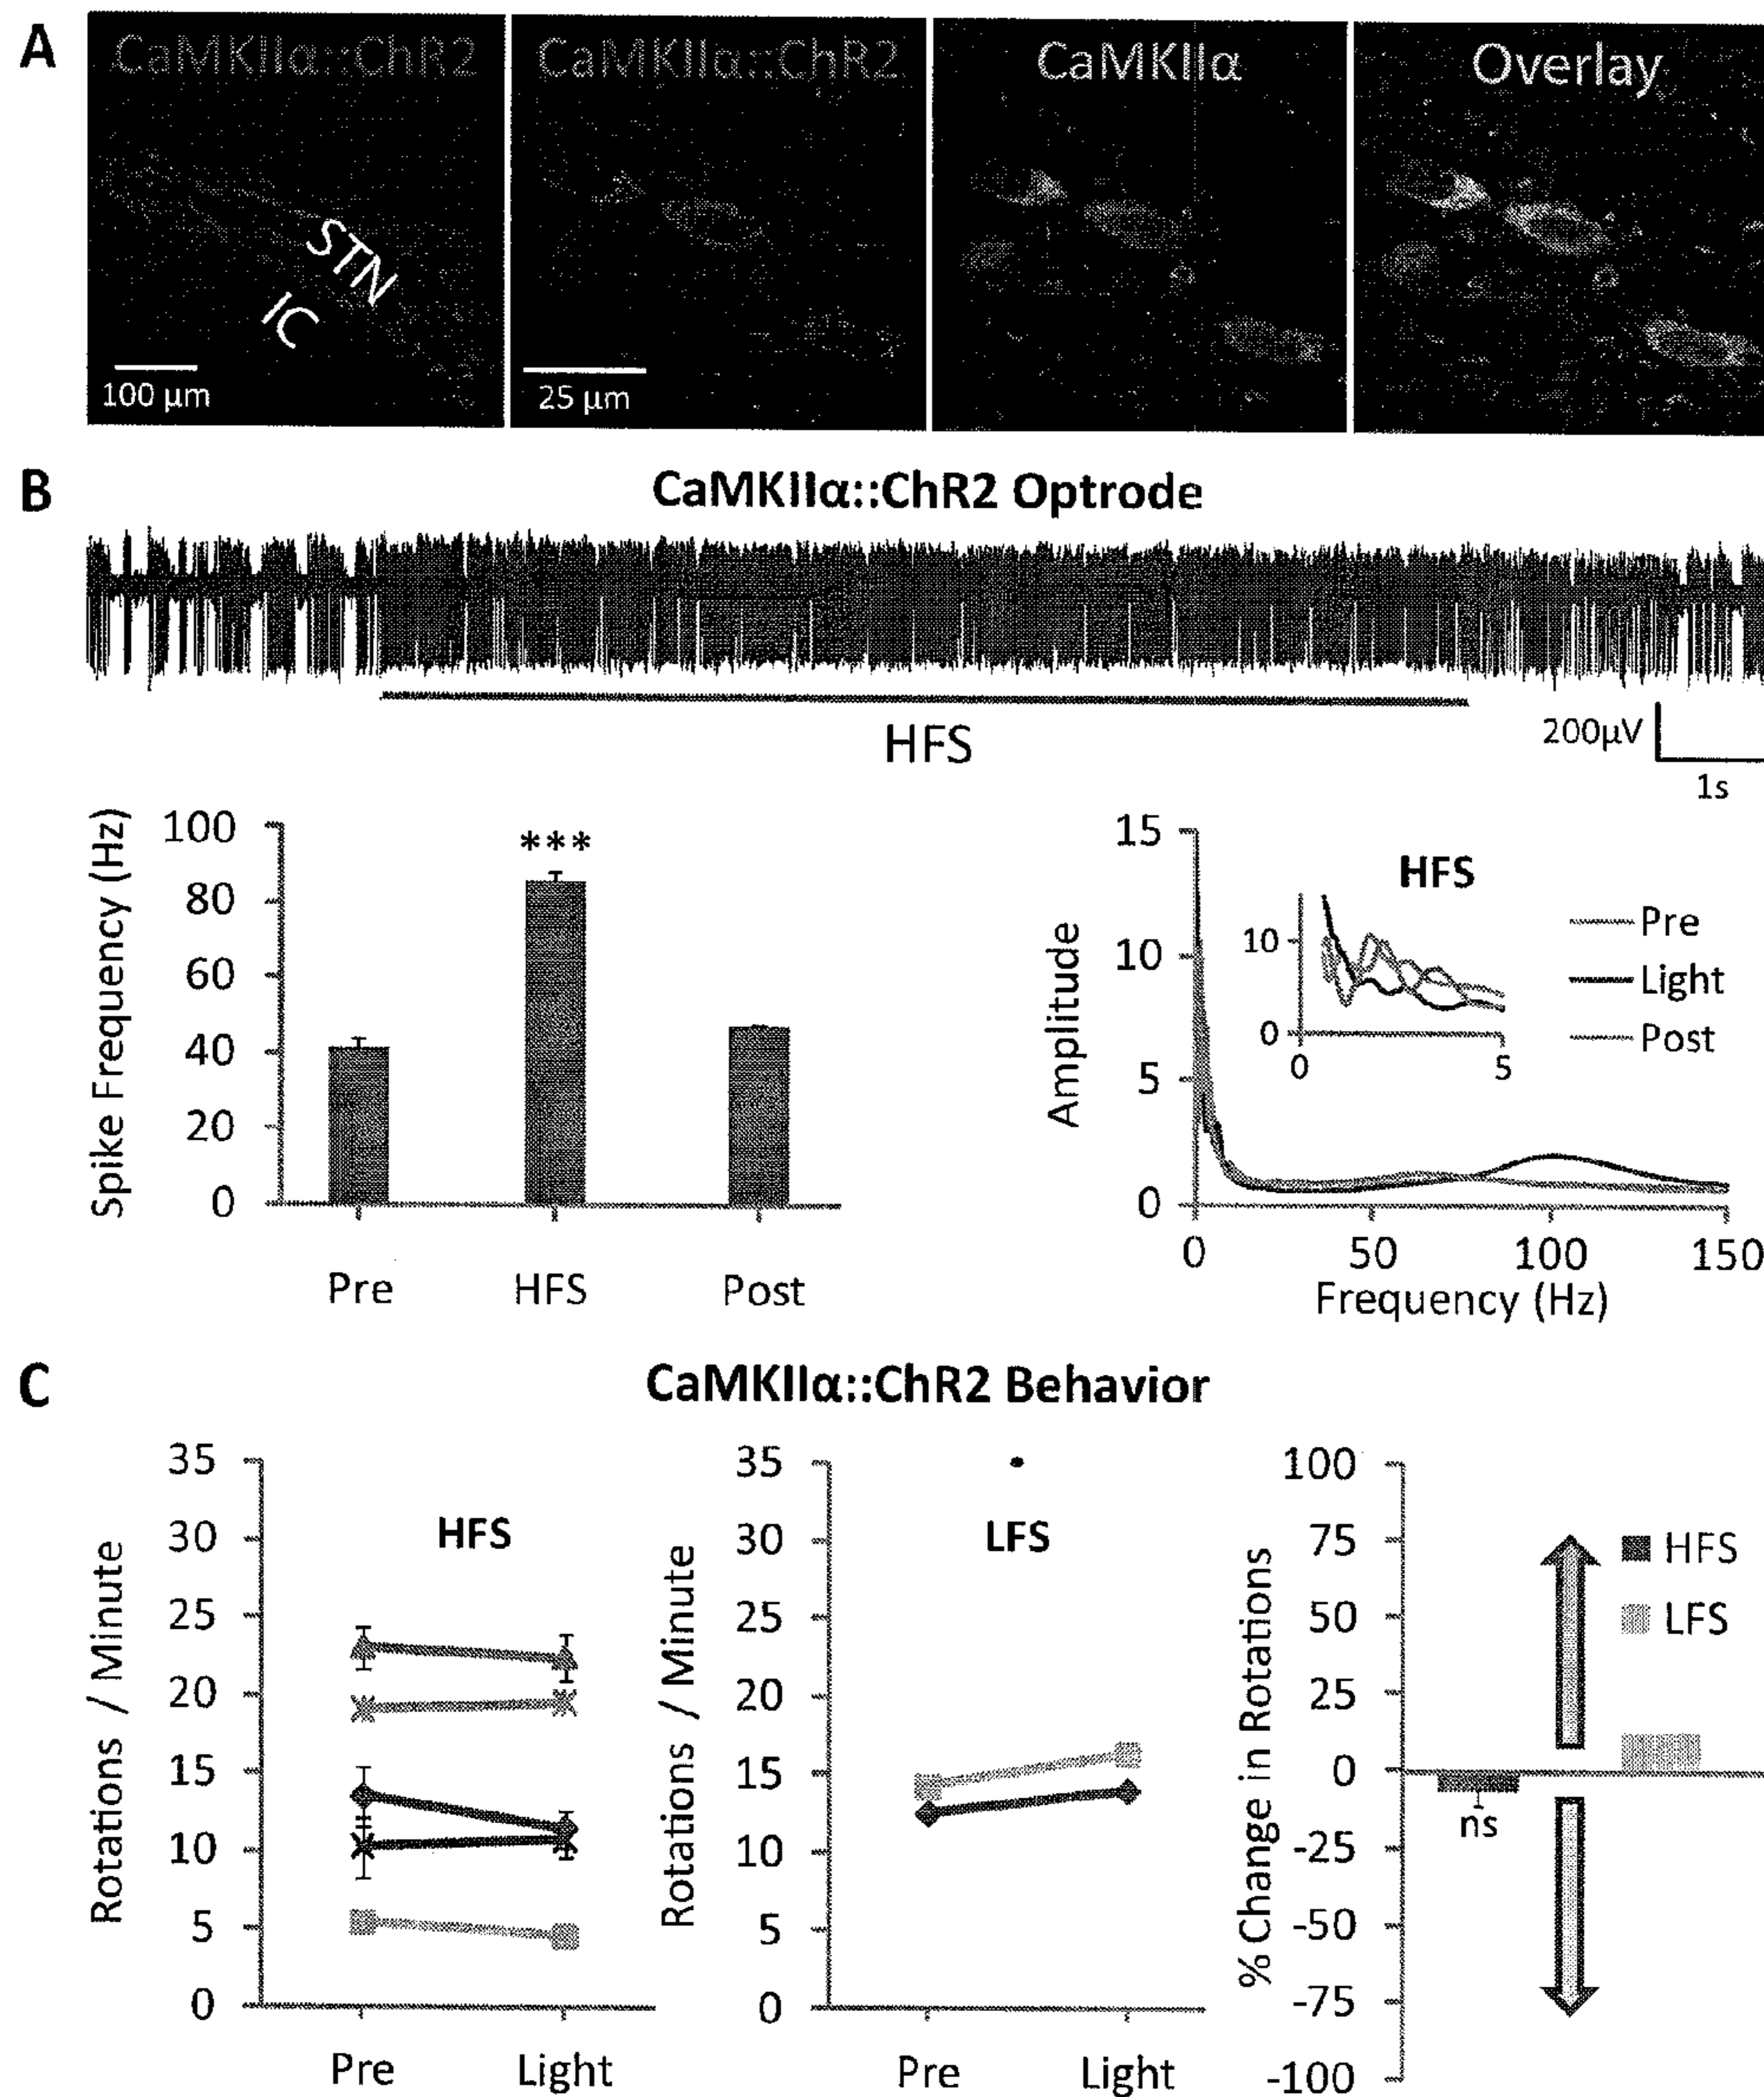 A
CaMKIIα::ChR2
CaMKIIα::ChR2
CaMKIIα
Overlay
STN
IC
100 µm
25 µm
B
CaMKIIα::ChR2 Optrode
HFS
200µV
1s
Spike Frequency (Hz)
100
80
60
40
20
0
***
Pre HFS Post
Amplitude
15
10
5
0
HFS
10
0
0 5
Pre
Light
Post
0 50 100 150
Frequency (Hz)
C
CaMKIIα::ChR2 Behavior
Rotations / Minute
35
30
25
20
15
10
5
0
HFS
Pre Light
Rotations / Minute
35
30
25
20
15
10
5
0
LFS
Pre Light
% Change in Rotations
100
75
50
25
0
-25
-50
-75
-100
HFS
LFS
ns